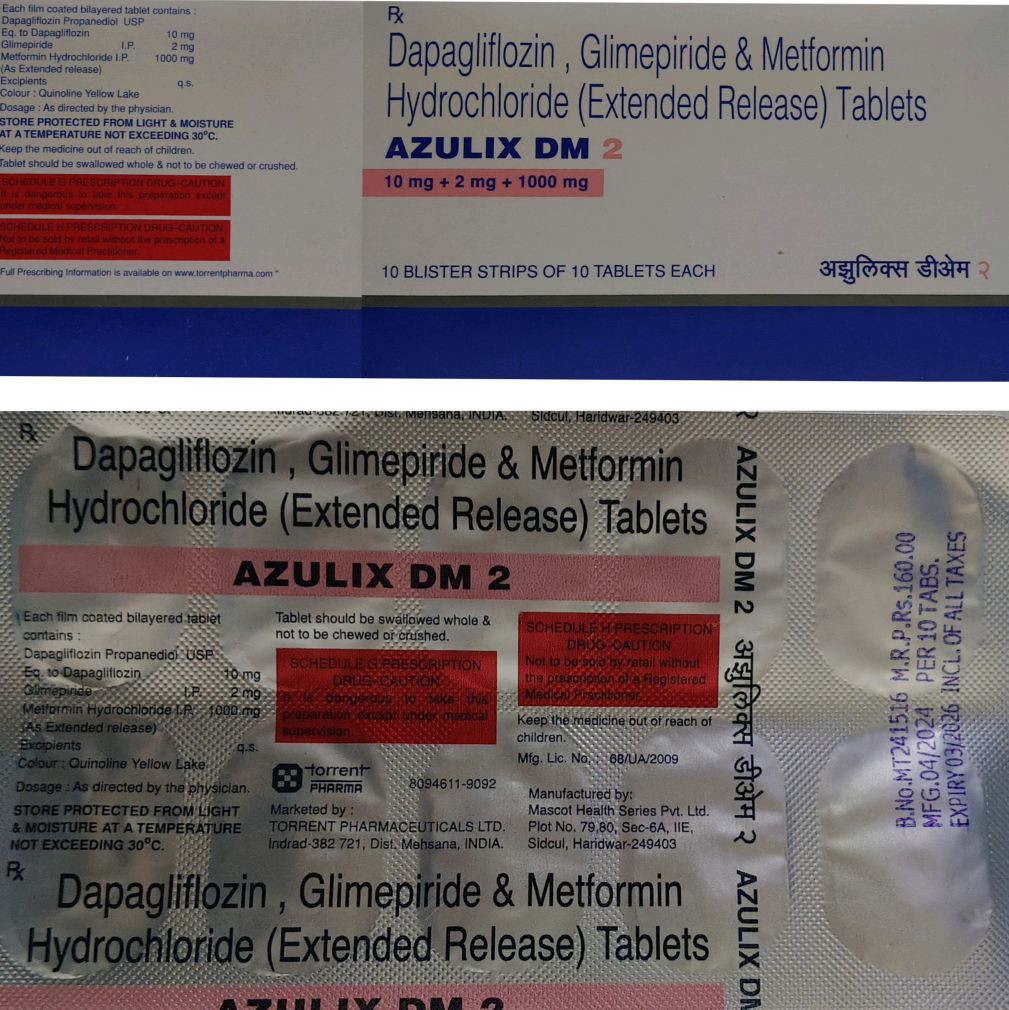 Each film coated bilayered tablet contains :
Dapagliflozin Propanediol USP
Eq. to Dapagliflozin 10 mg
Glimepiride I.P. 2 mg
Metformin Hydrochloride I.P. 1000 mg
(As Extended release)
Excipients q.s.
Colour : Quinoline Yellow Lake
Dosage : As directed by the physician.
STORE PROTECTED FROM LIGHT & MOISTURE
AT A TEMPERATURE NOT EXCEEDING 30°C.
Keep the medicine out of reach of children.
Tablet should be swallowed whole & not to be chewed or crushed.
SCHEDULE G PRESCRIPTION DRUG-CAUTION
It is dangerous to take this preparation except
under medical supervision.
SCHEDULE H PRESCRIPTION DRUG-CAUTION
Not to be sold by retail without the prescription of a
Registered Medical Practitioner.
Full Prescribing Information is available on www.torrentpharma.com *
Rx
Dapagliflozin , Glimepiride & Metformin
Hydrochloride (Extended Release) Tablets
AZULIX DM 2
10 mg + 2 mg + 1000 mg
10 BLISTER STRIPS OF 10 TABLETS EACH
अझुलिक्स डीअेम २
Indrad-382 721, Dist. Mehsana, INDIA. Sidcul, Haridwar-249403
Rx
Dapagliflozin , Glimepiride & Metformin
Hydrochloride (Extended Release) Tablets
AZULIX DM 2
Each film coated bilayered tablet
contains :
Dapagliflozin Propanediol USP
Eq. to Dapagliflozin 10 mg
Glimepiride I.P. 2 mg
Metformin Hydrochloride I.P. 1000 mg
(As Extended release)
Excipients q.s.
Colour : Quinoline Yellow Lake
Dosage : As directed by the physician.
STORE PROTECTED FROM LIGHT
& MOISTURE AT A TEMPERATURE
NOT EXCEEDING 30°C.
Tablet should be swallowed whole &
not to be chewed or crushed.
SCHEDULE G PRESCRIPTION
DRUG-CAUTION
It is dangerous to take this
preparation except under medical
supervision.
torrent
PHARMA
8094611-9092
Marketed by :
TORRENT PHARMACEUTICALS LTD.
Indrad-382 721, Dist. Mehsana, INDIA.
SCHEDULE H PRESCRIPTION
DRUG-CAUTION
Not to be sold by retail without
the prescription of a Registered
Medical Practitioner.
Keep the medicine out of reach of
children.
Mfg. Lic. No. : 6B/UA/2009
Manufactured by:
Mascot Health Series Pvt. Ltd.
Plot No. 79,80, Sec-6A, IIE,
Sidcul, Haridwar-249403
Rx
Dapagliflozin , Glimepiride & Metformin
Hydrochloride (Extended Release) Tablets
AZULIX DM 2
२ AZULIX DM 2 अझुलिक्स डीअेम २ AZULIX DM
B.No.MT241516 M.R.P.Rs.160.00
MFG.04/2024 PER 10 TABS.
EXPIRY03/2026 INCL.OF ALL TAXES